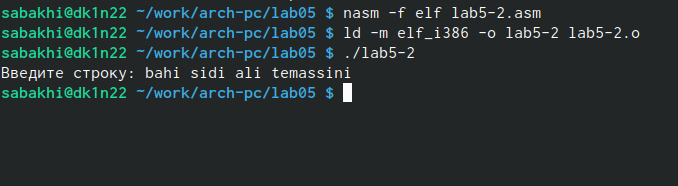 sabakhi@dk1n22 ~/work/arch-pc/lab05 $ nasm -f elf lab5-2.asm
sabakhi@dk1n22 ~/work/arch-pc/lab05 $ ld -m elf_i386 -o lab5-2 lab5-2.o
sabakhi@dk1n22 ~/work/arch-pc/lab05 $ ./lab5-2
Введите строку: bahi sidi ali temassini
sabakhi@dk1n22 ~/work/arch-pc/lab05 $